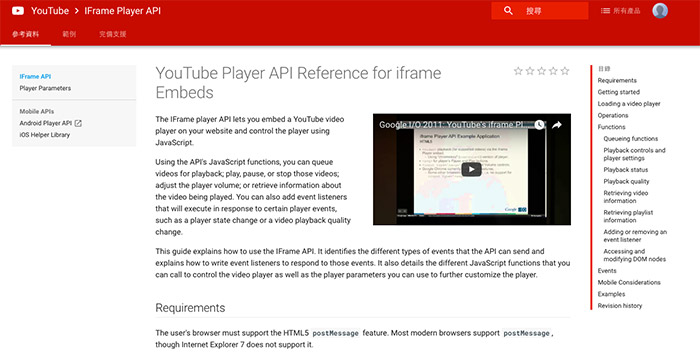 YouTube > IFrame Player API
搜尋
所有產品
參考資料
範例
完備支援
IFrame API
Player Parameters
Mobile APIs
Android Player API
iOS Helper Library
YouTube Player API Reference for iframe
Embeds
The IFrame player API lets you embed a YouTube video
player on your website and control the player using
JavaScript.
Using the API's JavaScript functions, you can queue
videos for playback; play, pause, or stop those videos;
adjust the player volume; or retrieve information about
the video being played. You can also add event listeners
that will execute in response to certain player events,
such as a player state change or a video playback quality
change.
Google I/O 2011: YouTube's iframe Pl
iframe Player API Example Application
HTML5
Google
This guide explains how to use the IFrame API. It identifies the different types of events that the API can send and
explains how to write event listeners to respond to those events. It also details the different JavaScript functions that you
can call to control the video player as well as the player parameters you can use to further customize the player.
Requirements
The user's browser must support the HTML5 postMessage feature. Most modern browsers support postMessage,
though Internet Explorer 7 does not support it.
目錄
Requirements
Getting started
Loading a video player
Operations
Functions
Queueing functions
Playback controls and
player settings
Playback status
Playback quality
Retrieving video
information
Retrieving playlist
information
Adding or removing an
event listener
Accessing and
modifying DOM nodes
Events
Mobile Considerations
Examples
Revision history